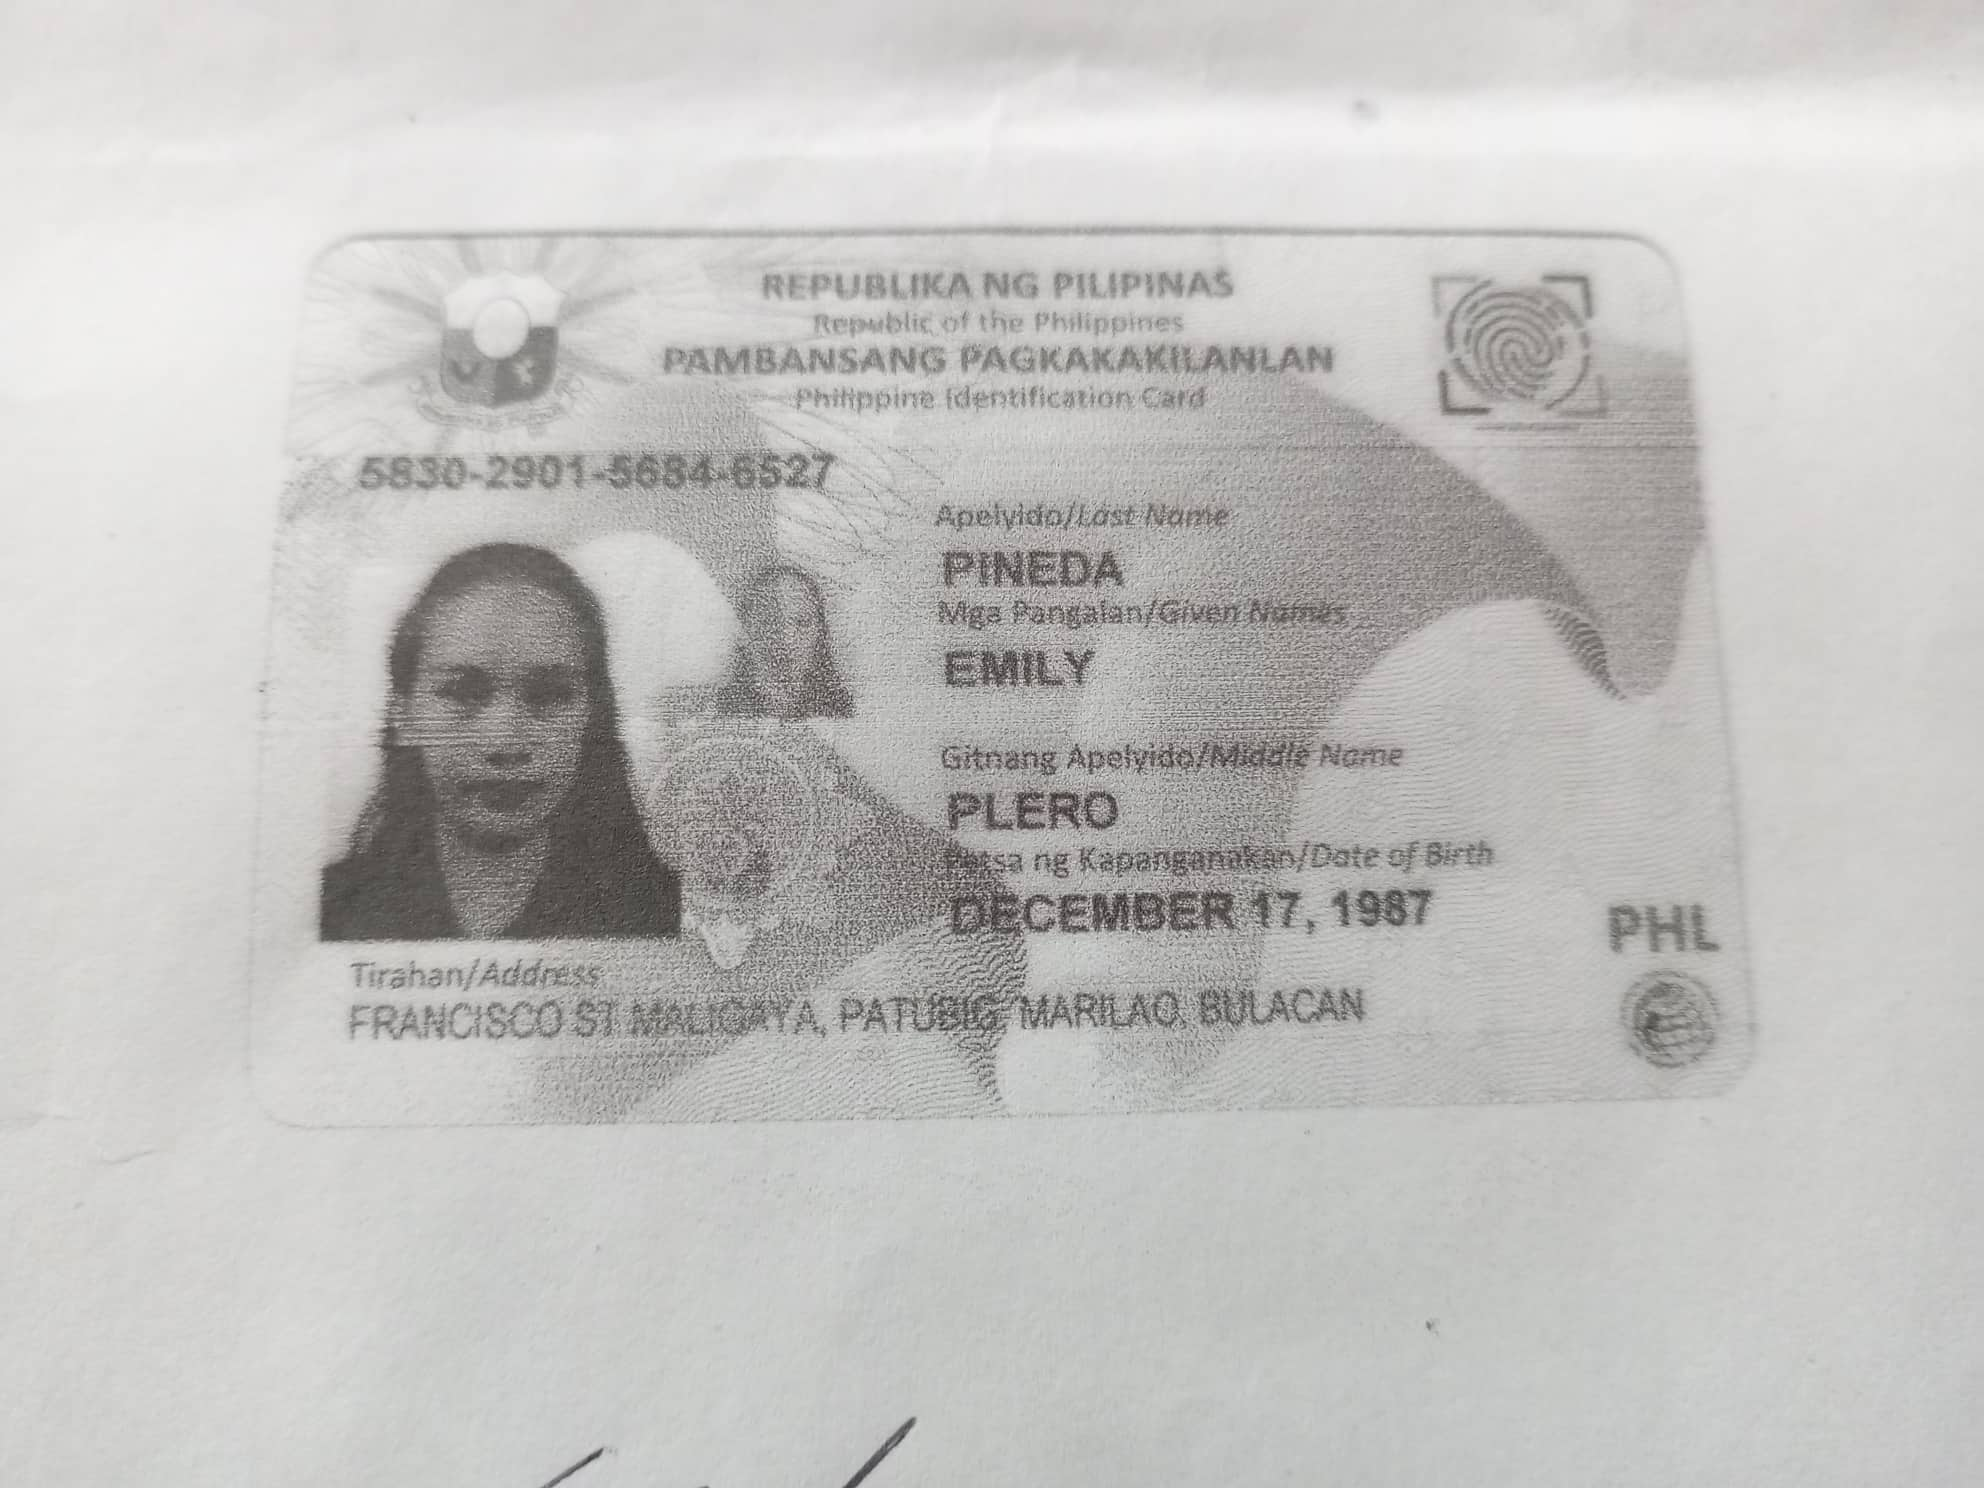 REPUBLIKA NG PILIPINAS
Republic of the Philippines
PAMBANSANG PAGKAKAKILANLAN
Philippine Identification Card
5830-2901-5684-6527
Apelyido/Last Name
PINEDA
Mga Pangalan/Given Names
EMILY
Gitnang Apelyido/Middle Name
PLERO
Petsa ng Kapanganakan/Date of Birth
DECEMBER 17, 1987
PHL
Tirahan/Address
FRANCISCO ST. MALIGAYA, PATUBIG, MARILAO, BULACAN